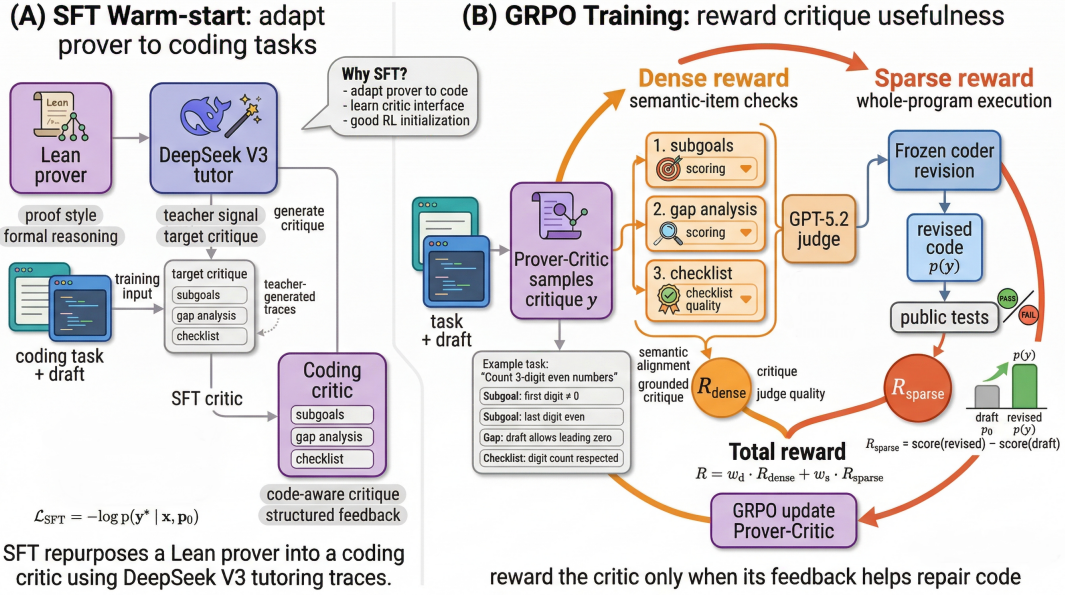 (A) SFT Warm-start: adapt
prover to coding tasks
Why SFT?
- adapt prover to code
- learn critic interface
- good RL initialization
Lean
Lean
prover
DeepSeek V3
tutor
proof style
formal reasoning
teacher signal
target critique
generate
critique
training
input
target critique
subgoals
gap analysis
checklist
teacher-
generated
traces
coding task
+ draft
SFT critic
Coding
critic
subgoals
gap analysis
checklist
code-aware critique
structured feedback
ℒ_SFT = −log p(y* | x, p₀)
SFT repurposes a Lean prover into a coding
critic using DeepSeek V3 tutoring traces.
(B) GRPO Training: reward critique usefulness
Dense reward
semantic-item checks
Sparse reward
whole-program execution
task
+ draft
Prover-Critic
samples
critique y
1. subgoals
scoring
2. gap analysis
scoring
3. checklist
checklist
quality
GPT-5.2
judge
Frozen coder
revision
revised
code
p(y)
public tests
PASS
FAIL
Example task:
"Count 3-digit even numbers"
Subgoal: first digit ≠ 0
Subgoal: last digit even
Gap: draft allows leading zero
Checklist: digit count respected
semantic
alignment
grounded
critique
R_dense
critique
judge quality
R_sparse
p(y)
draft
p₀
revised
p(y)
R_sparse = score(revised) − score(draft)
Total reward
R = w_d · R_dense + w_s · R_sparse
GRPO update
Prover-Critic
reward the critic only when its feedback helps repair code